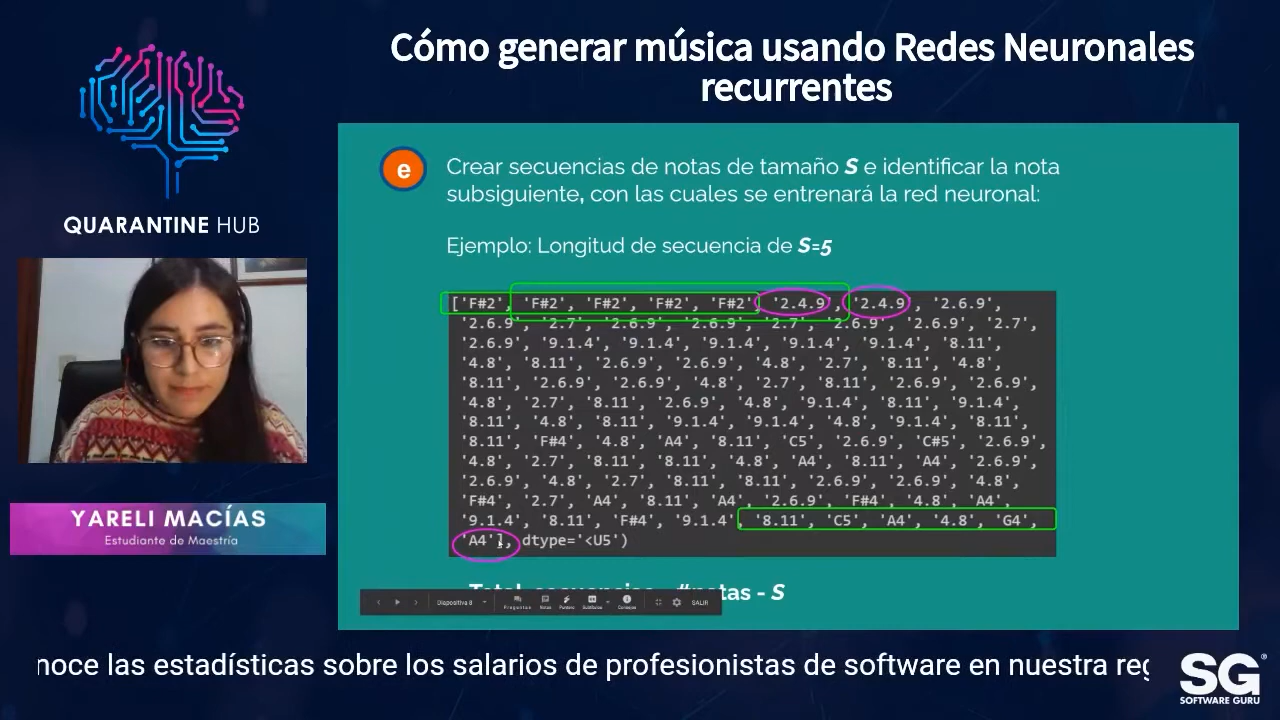 Cómo generar música usando Redes Neuronales
recurrentes
QUARANTINE HUB
YARELI MACÍAS
Estudiante de Maestría
e
Crear secuencias de notas de tamaño S e identificar la nota
subsiguiente, con las cuales se entrenará la red neuronal:
Ejemplo: Longitud de secuencia de S=5
['F#2', 'F#2', 'F#2', 'F#2', 'F#2', '2.4.9', '2.4.9', '2.6.9',
'2.6.9', '2.7', '2.6.9', '2.6.9', '2.7', '2.6.9', '2.6.9', '2.7',
'2.6.9', '9.1.4', '9.1.4', '9.1.4', '9.1.4', '9.1.4', '8.11',
'4.8', '8.11', '2.6.9', '2.6.9', '4.8', '2.7', '8.11', '4.8',
'8.11', '2.6.9', '2.6.9', '4.8', '2.7', '8.11', '2.6.9', '2.6.9',
'4.8', '2.7', '8.11', '2.6.9', '4.8', '9.1.4', '8.11', '9.1.4',
'8.11', '4.8', '8.11', '9.1.4', '9.1.4', '4.8', '9.1.4', '8.11',
'8.11', 'F#4', '4.8', 'A4', '8.11', 'C5', '2.6.9', 'C#5', '2.6.9',
'4.8', '2.7', '8.11', '8.11', '4.8', 'A4', '8.11', 'A4', '2.6.9',
'2.6.9', '4.8', '2.7', '8.11', '8.11', '2.6.9', '2.6.9', '4.8',
'F#4', '2.7', 'A4', '8.11', 'A4', '2.6.9', 'F#4', '4.8', 'A4',
'9.1.4', '8.11', 'F#4', '9.1.4', '8.11', 'C5', 'A4', '4.8', 'G4',
'A4'], dtype='<U5')
Total secuencias = #notas - S
Diapositiva 8 Preguntas Notas Puntero Subtítulos Consejos SALIR
noce las estadísticas sobre los salarios de profesionistas de software en nuestra reg
SG
SOFTWARE GURU